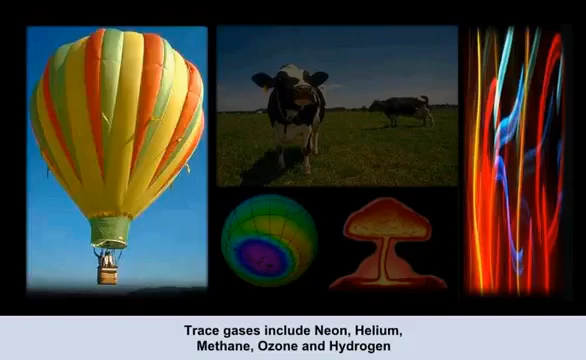 Trace gases include Neon, Helium,
Methane, Ozone and Hydrogen